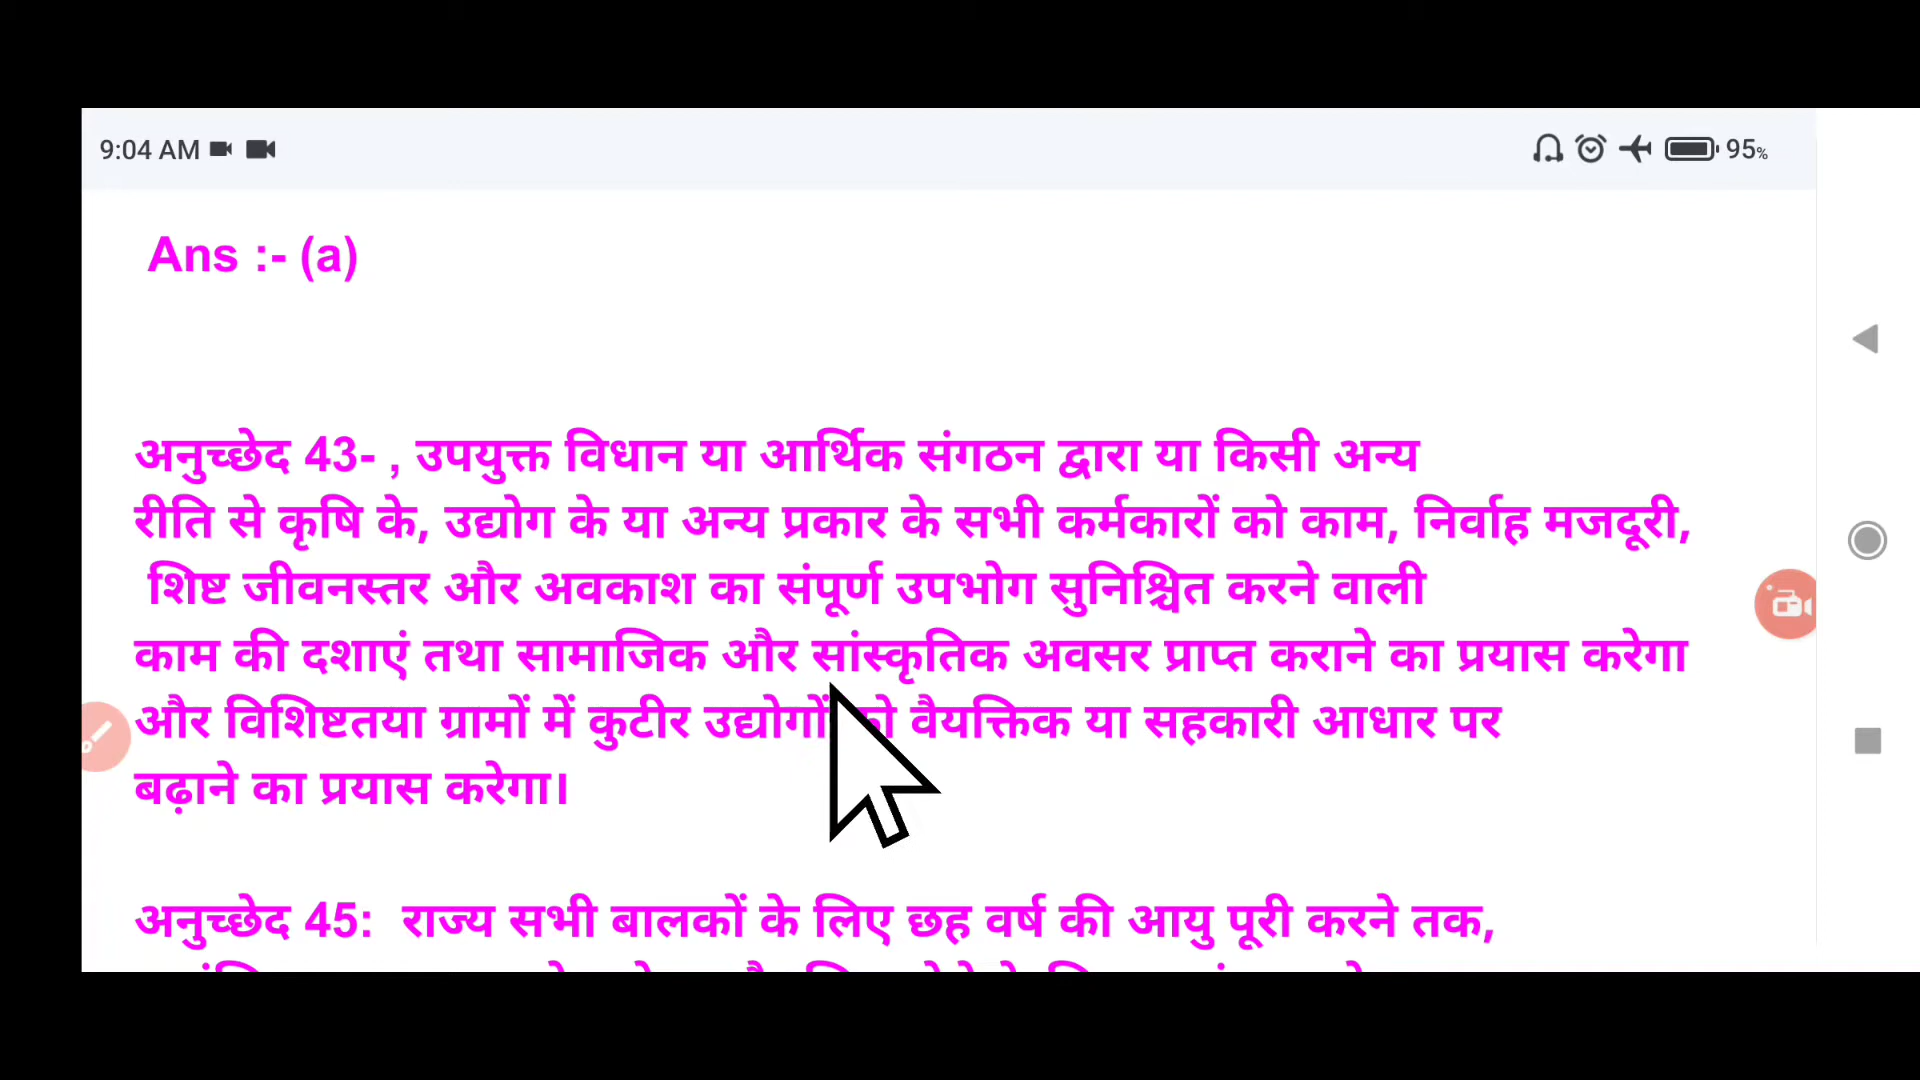 9:04 AM 95%
Ans :- (a)
अनुच्छेद 43- , उपयुक्त विधान या आर्थिक संगठन द्वारा या किसी अन्य
रीति से कृषि के, उद्योग के या अन्य प्रकार के सभी कर्मकारों को काम, निर्वाह मजदूरी,
शिष्ट जीवनस्तर और अवकाश का संपूर्ण उपभोग सुनिश्चित करने वाली
काम की दशाएं तथा सामाजिक और सांस्कृतिक अवसर प्राप्त कराने का प्रयास करेगा
और विशिष्टतया ग्रामों में कुटीर उद्योगों को वैयक्तिक या सहकारी आधार पर
बढ़ाने का प्रयास करेगा।
अनुच्छेद 45: राज्य सभी बालकों के लिए छह वर्ष की आयु पूरी करने तक,